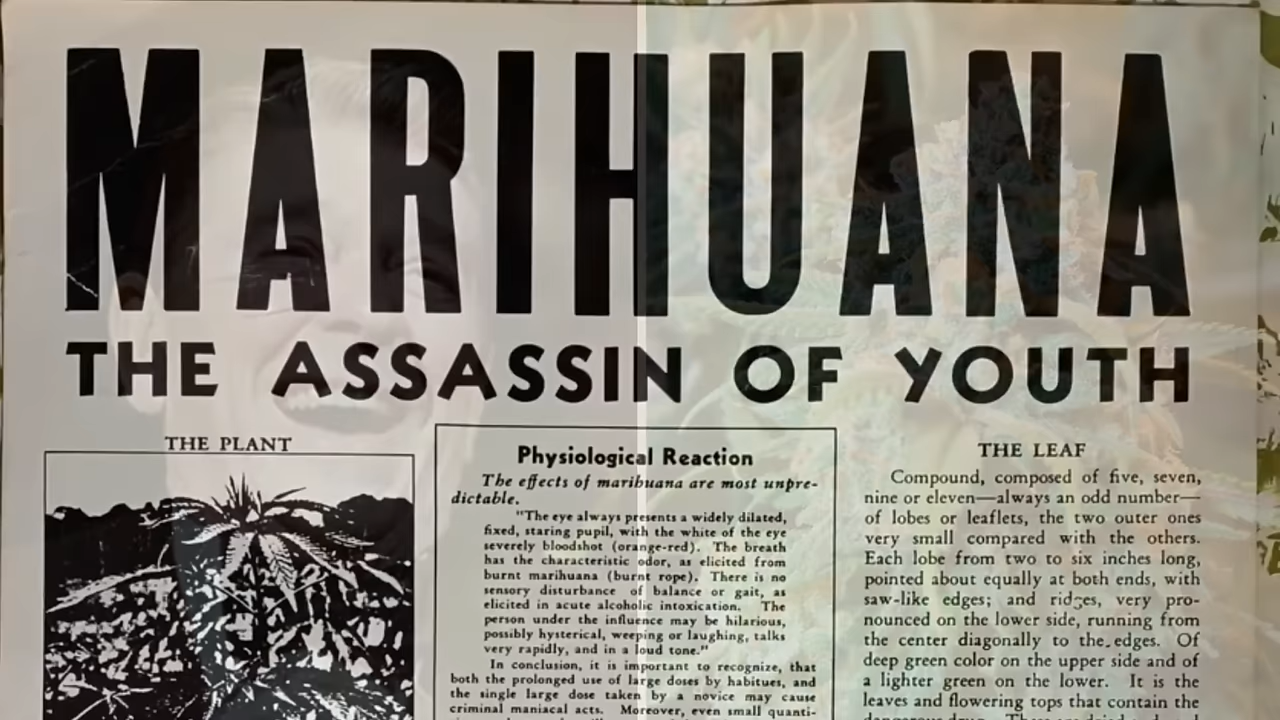 MARIHUANA
THE ASSASSIN OF YOUTH
THE PLANT
Physiological Reaction
The effects of marihuana are most unpre-
dictable.
"The eye always presents a widely dilated,
fixed, staring pupil, with the white of the eye
severely bloodshot (orange-red). The breath
has the characteristic odor, as elicited from
burnt marihuana (burnt rope). There is no
sensory disturbance of balance or gait, as
elicited in acute alcoholic intoxication. The
person under the influence may be hilarious,
possibly hysterical, weeping or laughing, talks
very rapidly, and in a loud tone."
In conclusion, it is important to recognize, that
both the prolonged use of large doses by habitues, and
the single large dose taken by a novice may cause
criminal maniacal acts. Moreover, even small quanti-
THE LEAF
Compound, composed of five, seven,
nine or eleven—always an odd number—
of lobes or leaflets, the two outer ones
very small compared with the others.
Each lobe from two to six inches long,
pointed about equally at both ends, with
saw-like edges; and ridges, very pro-
nounced on the lower side, running from
the center diagonally to the edges. Of
deep green color on the upper side and of
a lighter green on the lower. It is the
leaves and flowering tops that contain the
dangerous drug.